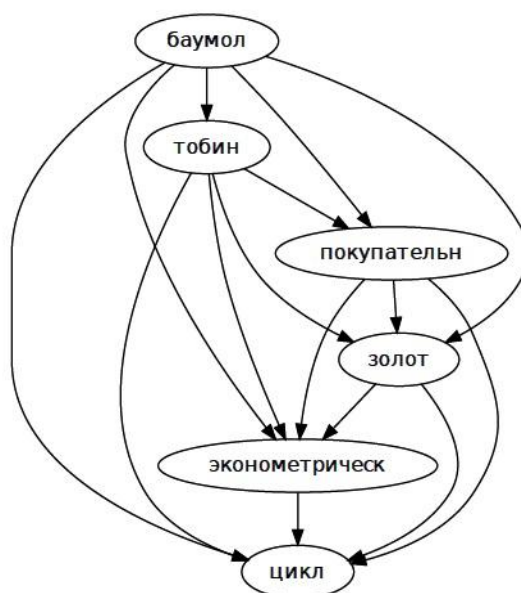 баумол
тобин
покупательн
золот
эконометрическ
цикл